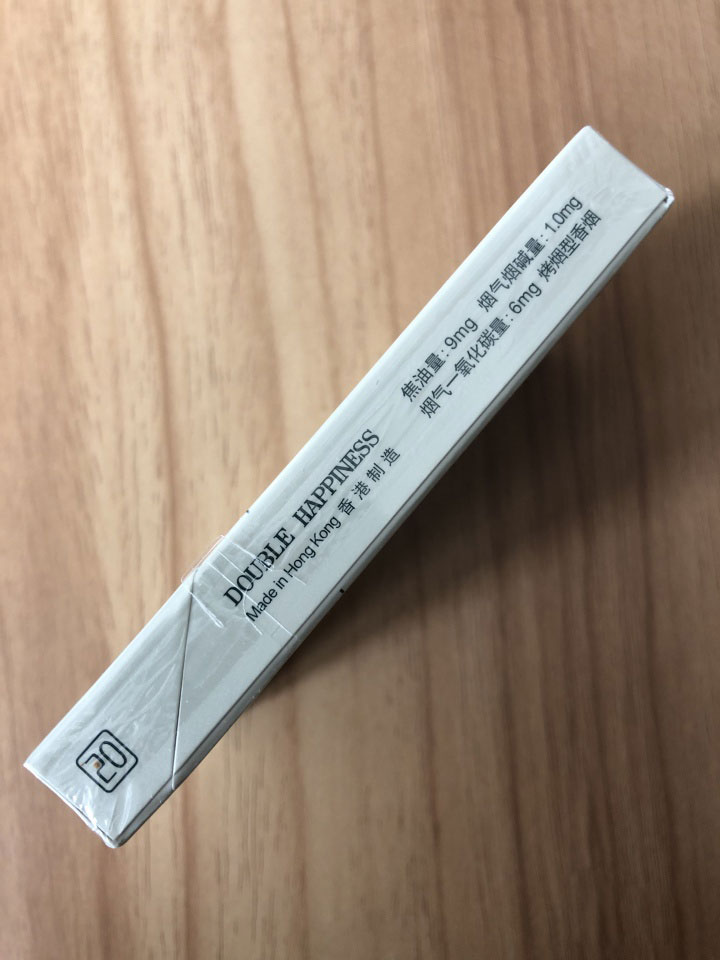 20
DOUBLE HAPPINESS
Made in Hong Kong 香港制造
焦油量:9mg 烟气烟碱量:1.0mg
烟气一氧化碳量:6mg 烤烟型香烟